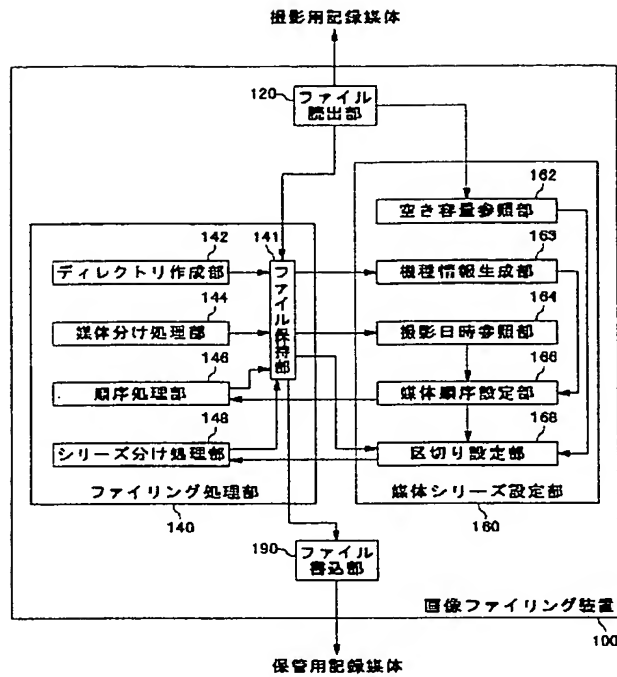 撮影用記録媒体
120
ファイル
読出部
162
空き容量参照部
141
163
142
ディレクトリ作成部
ファイル保持部
機種情報生成部
144
164
媒体分け処理部
撮影日時参照部
146
166
順序処理部
媒体順序設定部
148
168
シリーズ分け処理部
区切り設定部
ファイリング処理部
媒体シリーズ設定部
140
160
190
ファイル
書込部
画像ファイリング装置
100
保管用記録媒体